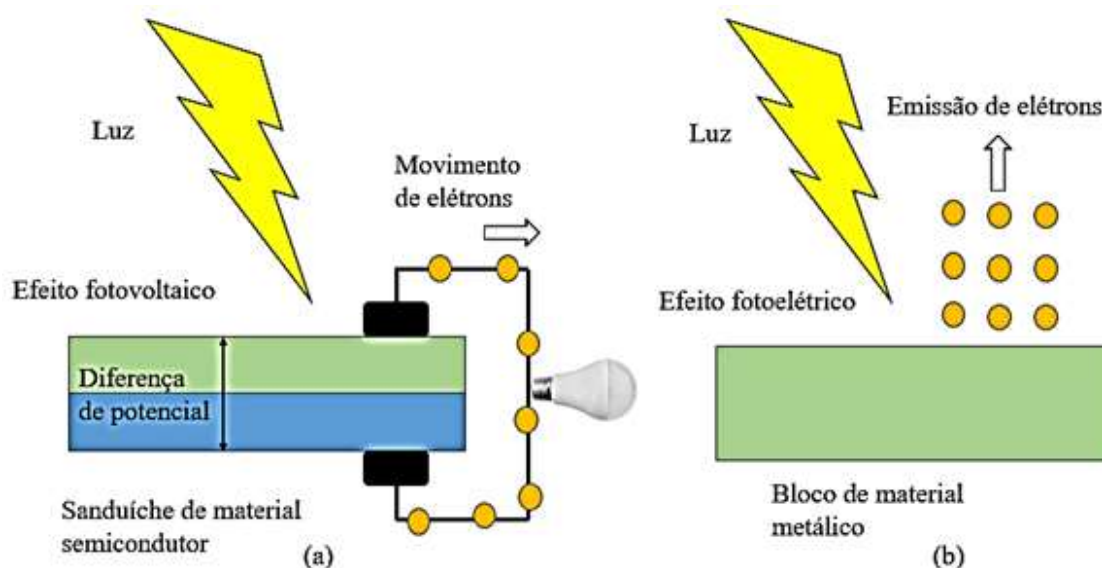 Luz
Movimento
de elétrons
Efeito fotovoltaico
Diferença
de potencial
Sanduíche de material
semicondutor
(a)
Luz
Emissão de elétrons
Efeito fotoelétrico
Bloco de material
metálico
(b)